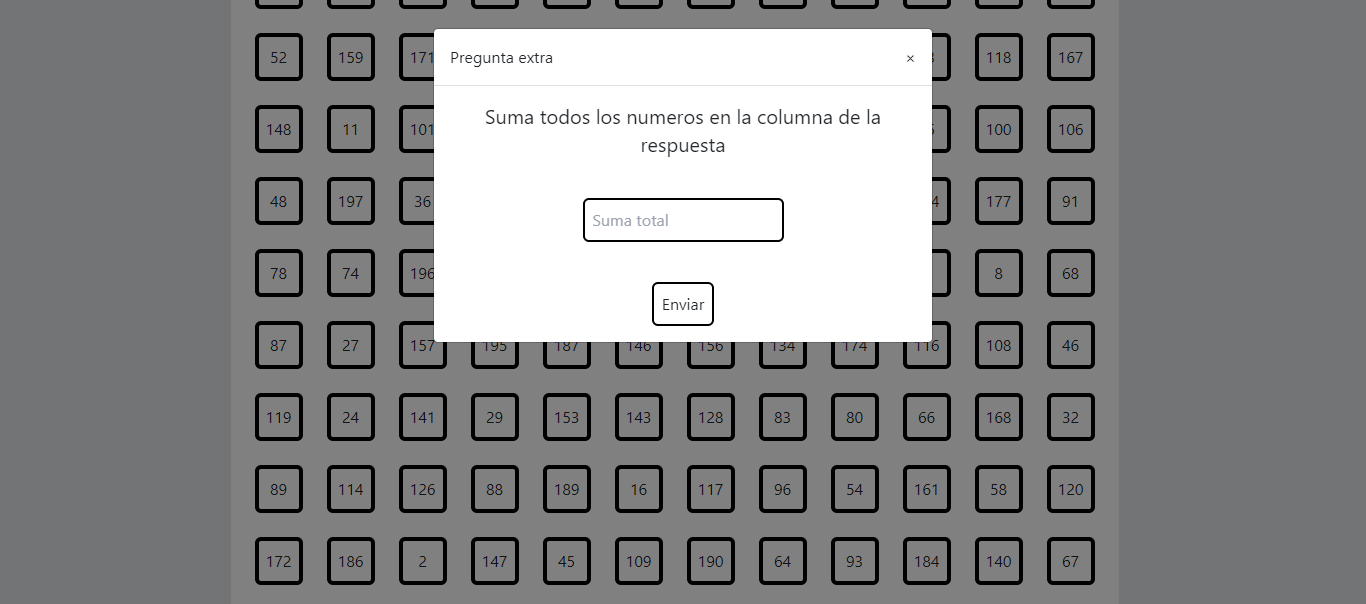 Pregunta extra ×
Suma todos los numeros en la columna de la
respuesta
Suma total
Enviar
52 159 171 118 167
148 11 101 100 106
48 197 36 177 91
78 74 196 8 68
87 27 157 195 187 146 156 134 174 116 108 46
119 24 141 29 153 143 128 83 80 66 168 32
89 114 126 88 189 16 117 96 54 161 58 120
172 186 2 147 45 109 190 64 93 184 140 67